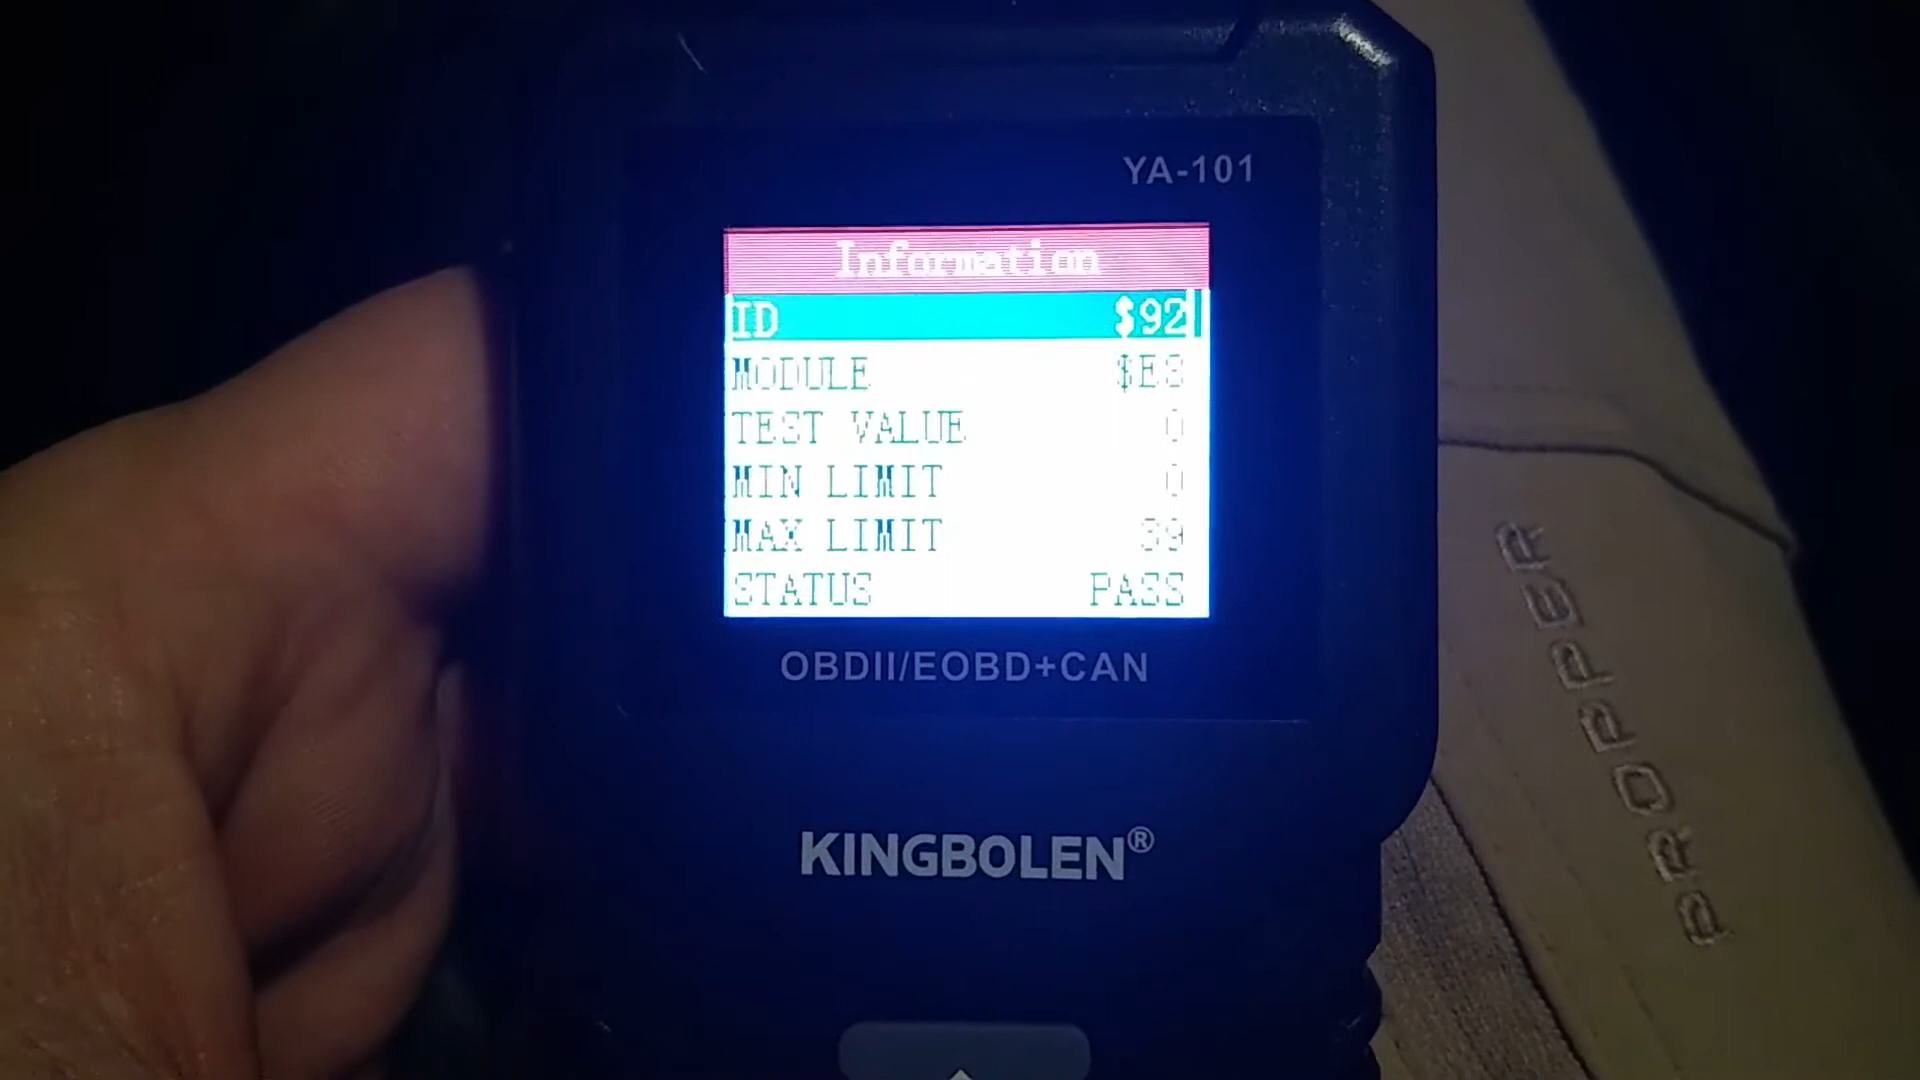 YA-101
Information
ID $92
MODULE $E8
TEST VALUE 0
MIN LIMIT 0
MAX LIMIT 39
STATUS PASS
OBDII/EOBD+CAN
KINGBOLEN®
PROPPER